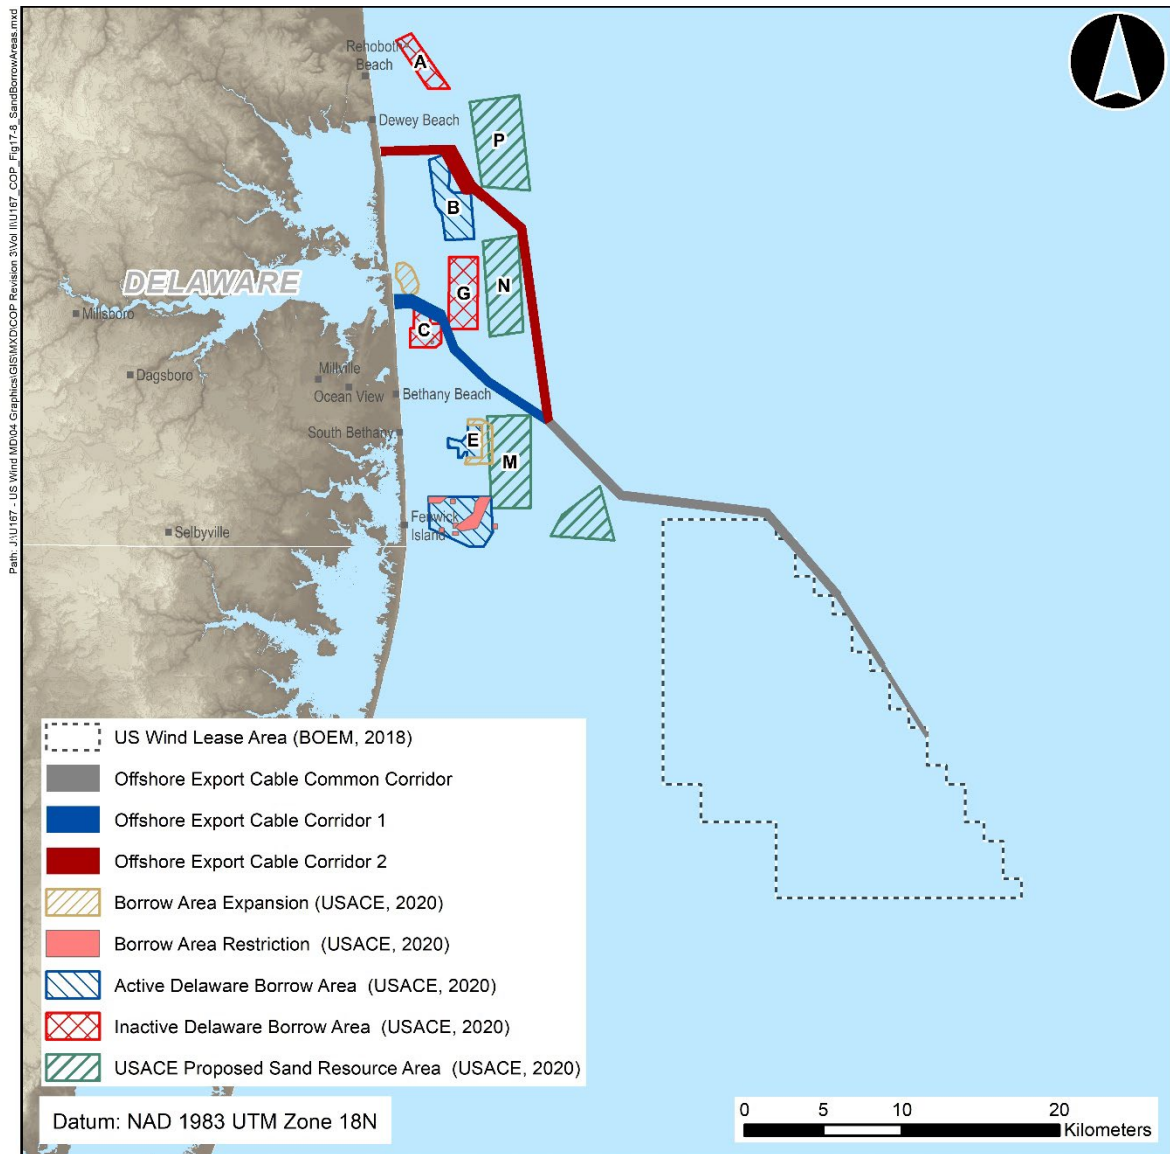 Path: J:\U167 - US Wind MD\04 Graphics\GIS\MXD\COP Revision 3\Vol II\U167_COP_Fig17-8_SandBorrowAreas.mxd
Rehoboth
Beach
A
Dewey Beach
P
B
DELAWARE
G
N
Millsboro
C
Dagsboro
Millville
Ocean View
Bethany Beach
South Bethany
E
M
Selbyville
Fenwick
Island
US Wind Lease Area (BOEM, 2018)
Offshore Export Cable Common Corridor
Offshore Export Cable Corridor 1
Offshore Export Cable Corridor 2
Borrow Area Expansion (USACE, 2020)
Borrow Area Restriction (USACE, 2020)
Active Delaware Borrow Area (USACE, 2020)
Inactive Delaware Borrow Area (USACE, 2020)
USACE Proposed Sand Resource Area (USACE, 2020)
Datum: NAD 1983 UTM Zone 18N
0 5 10 20
Kilometers